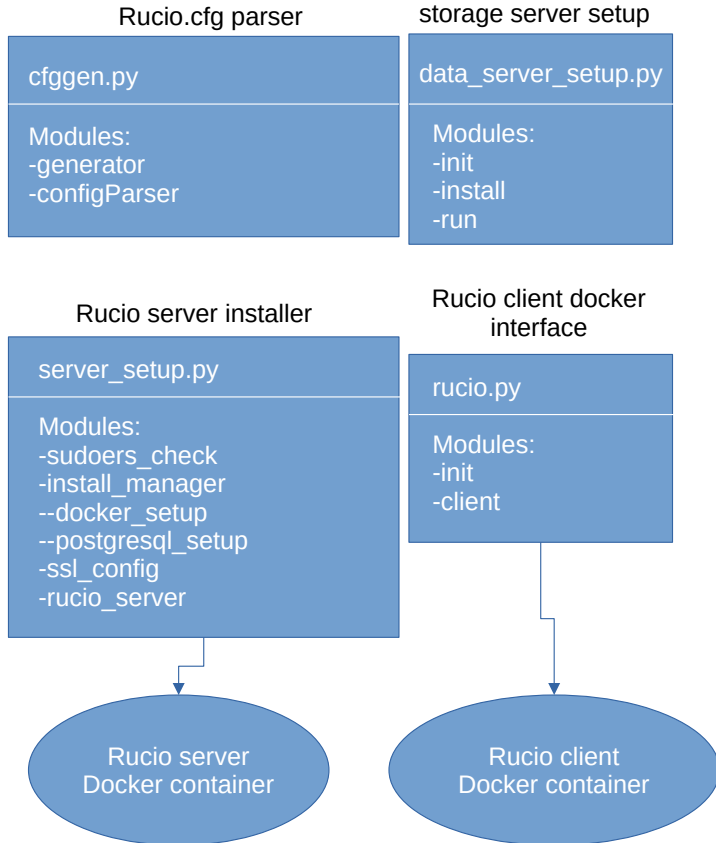 Rucio.cfg parser
cfggen.py
Modules:
-generator
-configParser
storage server setup
data_server_setup.py
Modules:
-init
-install
-run
Rucio server installer
server_setup.py
Modules:
-sudoers_check
-install_manager
--docker_setup
--postgresql_setup
-ssl_config
-rucio_server
Rucio client docker
interface
rucio.py
Modules:
-init
-client
Rucio server
Docker container
Rucio client
Docker container